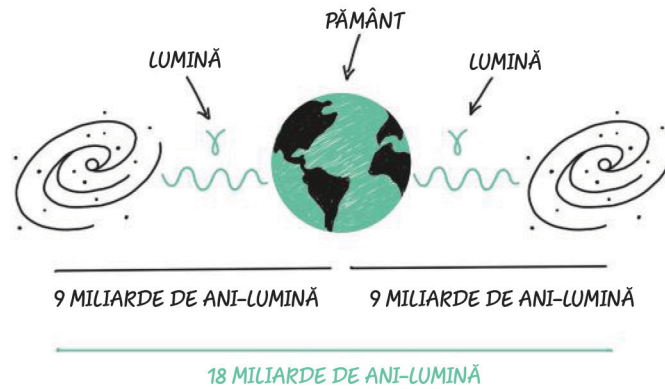 PĂMÂNT
LUMINĂ
LUMINĂ
γ
γ
9 MILIARDE DE ANI-LUMINĂ
9 MILIARDE DE ANI-LUMINĂ
18 MILIARDE DE ANI-LUMINĂ